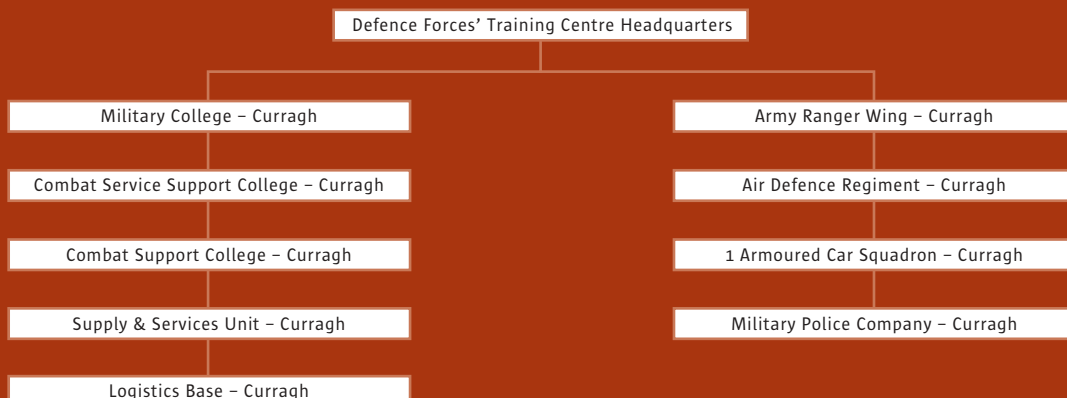 Defence Forces’ Training Centre Headquarters
Military College – Curragh
Combat Service Support College – Curragh
Combat Support College – Curragh
Supply & Services Unit – Curragh
Logistics Base – Curragh
Army Ranger Wing – Curragh
Air Defence Regiment – Curragh
1 Armoured Car Squadron – Curragh
Military Police Company – Curragh